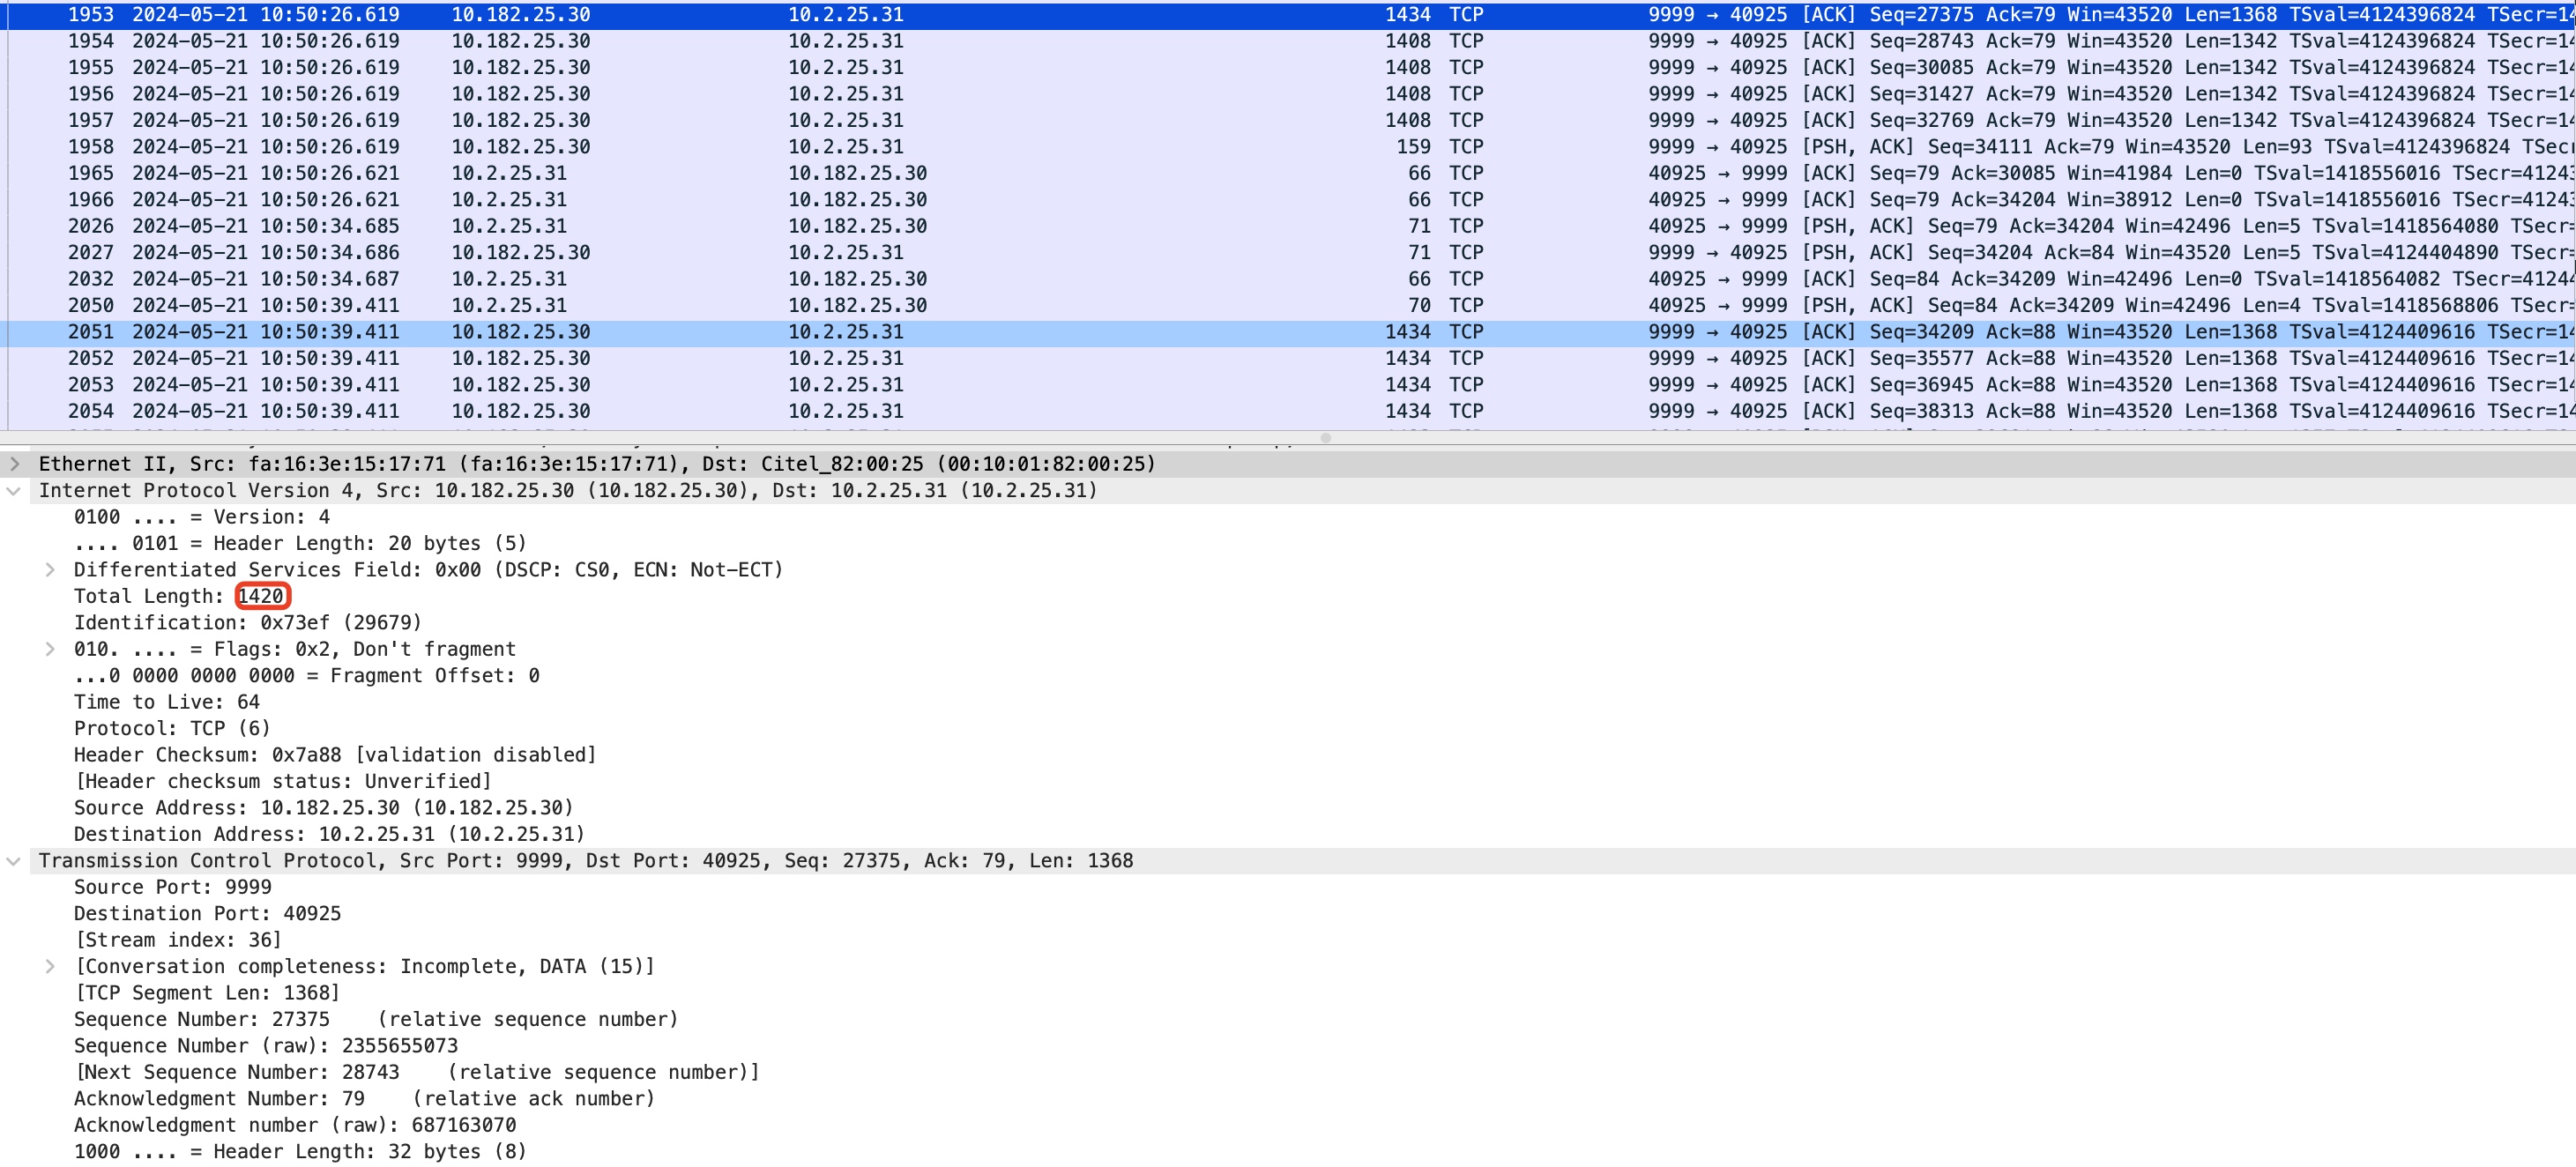 1953 2024-05-21 10:50:26.619 10.182.25.30 10.2.25.31 1434 TCP 9999 → 40925 [ACK] Seq=27375 Ack=79 Win=43520 Len=1368 TSval=4124396824 TSecr=14
1954 2024-05-21 10:50:26.619 10.182.25.30 10.2.25.31 1408 TCP 9999 → 40925 [ACK] Seq=28743 Ack=79 Win=43520 Len=1342 TSval=4124396824 TSecr=14
1955 2024-05-21 10:50:26.619 10.182.25.30 10.2.25.31 1408 TCP 9999 → 40925 [ACK] Seq=30085 Ack=79 Win=43520 Len=1342 TSval=4124396824 TSecr=14
1956 2024-05-21 10:50:26.619 10.182.25.30 10.2.25.31 1408 TCP 9999 → 40925 [ACK] Seq=31427 Ack=79 Win=43520 Len=1342 TSval=4124396824 TSecr=14
1957 2024-05-21 10:50:26.619 10.182.25.30 10.2.25.31 1408 TCP 9999 → 40925 [ACK] Seq=32769 Ack=79 Win=43520 Len=1342 TSval=4124396824 TSecr=14
1958 2024-05-21 10:50:26.619 10.182.25.30 10.2.25.31 159 TCP 9999 → 40925 [PSH, ACK] Seq=34111 Ack=79 Win=43520 Len=93 TSval=4124396824 TSec
1965 2024-05-21 10:50:26.621 10.2.25.31 10.182.25.30 66 TCP 40925 → 9999 [ACK] Seq=79 Ack=30085 Win=41984 Len=0 TSval=1418556016 TSecr=4124
1966 2024-05-21 10:50:26.621 10.2.25.31 10.182.25.30 66 TCP 40925 → 9999 [ACK] Seq=79 Ack=34204 Win=38912 Len=0 TSval=1418556016 TSecr=4124
2026 2024-05-21 10:50:34.685 10.2.25.31 10.182.25.30 71 TCP 40925 → 9999 [PSH, ACK] Seq=79 Ack=34204 Win=42496 Len=5 TSval=1418564080 TSecr=
2027 2024-05-21 10:50:34.686 10.182.25.30 10.2.25.31 71 TCP 9999 → 40925 [PSH, ACK] Seq=34204 Ack=84 Win=43520 Len=5 TSval=4124404890 TSecr=
2032 2024-05-21 10:50:34.687 10.2.25.31 10.182.25.30 66 TCP 40925 → 9999 [ACK] Seq=84 Ack=34209 Win=42496 Len=0 TSval=1418564082 TSecr=4124
2050 2024-05-21 10:50:39.411 10.2.25.31 10.182.25.30 70 TCP 40925 → 9999 [PSH, ACK] Seq=84 Ack=34209 Win=42496 Len=4 TSval=1418568806 TSecr=
2051 2024-05-21 10:50:39.411 10.182.25.30 10.2.25.31 1434 TCP 9999 → 40925 [ACK] Seq=34209 Ack=88 Win=43520 Len=1368 TSval=4124409616 TSecr=14
2052 2024-05-21 10:50:39.411 10.182.25.30 10.2.25.31 1434 TCP 9999 → 40925 [ACK] Seq=35577 Ack=88 Win=43520 Len=1368 TSval=4124409616 TSecr=14
2053 2024-05-21 10:50:39.411 10.182.25.30 10.2.25.31 1434 TCP 9999 → 40925 [ACK] Seq=36945 Ack=88 Win=43520 Len=1368 TSval=4124409616 TSecr=14
2054 2024-05-21 10:50:39.411 10.182.25.30 10.2.25.31 1434 TCP 9999 → 40925 [ACK] Seq=38313 Ack=88 Win=43520 Len=1368 TSval=4124409616 TSecr=14
Ethernet II, Src: fa:16:3e:15:17:71 (fa:16:3e:15:17:71), Dst: Citel_82:00:25 (00:10:01:82:00:25)
Internet Protocol Version 4, Src: 10.182.25.30 (10.182.25.30), Dst: 10.2.25.31 (10.2.25.31)
0100 .... = Version: 4
.... 0101 = Header Length: 20 bytes (5)
Differentiated Services Field: 0x00 (DSCP: CS0, ECN: Not-ECT)
Total Length: 1420
Identification: 0x73ef (29679)
010. .... = Flags: 0x2, Don't fragment
...0 0000 0000 0000 = Fragment Offset: 0
Time to Live: 64
Protocol: TCP (6)
Header Checksum: 0x7a88 [validation disabled]
[Header checksum status: Unverified]
Source Address: 10.182.25.30 (10.182.25.30)
Destination Address: 10.2.25.31 (10.2.25.31)
Transmission Control Protocol, Src Port: 9999, Dst Port: 40925, Seq: 27375, Ack: 79, Len: 1368
Source Port: 9999
Destination Port: 40925
[Stream index: 36]
[Conversation completeness: Incomplete, DATA (15)]
[TCP Segment Len: 1368]
Sequence Number: 27375 (relative sequence number)
Sequence Number (raw): 2355655073
[Next Sequence Number: 28743 (relative sequence number)]
Acknowledgment Number: 79 (relative ack number)
Acknowledgment number (raw): 687163070
1000 .... = Header Length: 32 bytes (8)